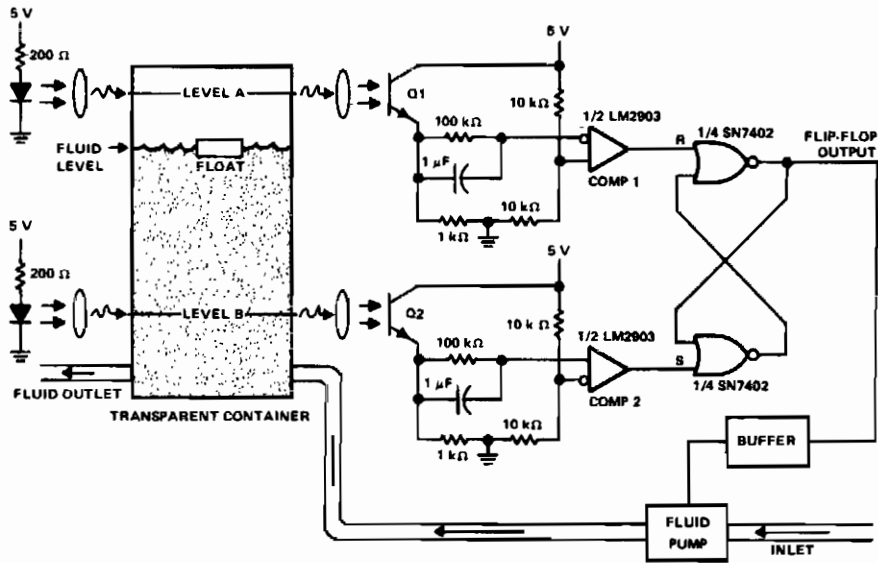 5 V
200 Ω
LEVEL A
FLUID
LEVEL
FLOAT
5 V
200 Ω
LEVEL B
FLUID OUTLET
TRANSPARENT CONTAINER
Q1
100 kΩ
1 µF
1 kΩ
10 kΩ
10 kΩ
5 V
1/2 LM2903
COMP 1
R
1/4 SN7402
FLIP-FLOP
OUTPUT
Q2
100 kΩ
1 µF
1 kΩ
10 kΩ
10 kΩ
5 V
1/2 LM2903
COMP 2
S
1/4 SN7402
BUFFER
FLUID
PUMP
INLET